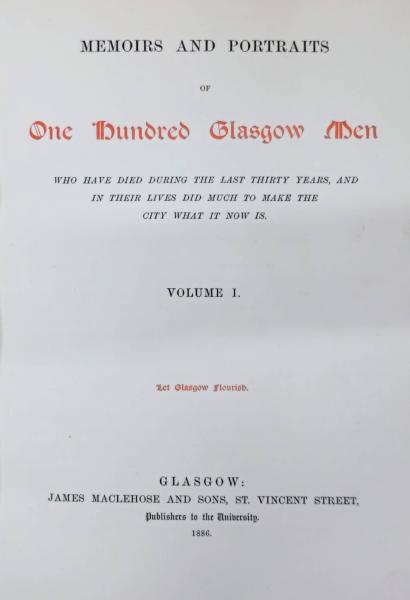 MEMOIRS AND PORTRAITS
OF
One Hundred Glasgow Men
WHO HAVE DIED DURING THE LAST THIRTY YEARS, AND
IN THEIR LIVES DID MUCH TO MAKE THE
CITY WHAT IT NOW IS.
VOLUME I.
Let Glasgow Flourish.
GLASGOW:
JAMES MACLEHOSE AND SONS, ST. VINCENT STREET,
Publishers to the University.
1886.